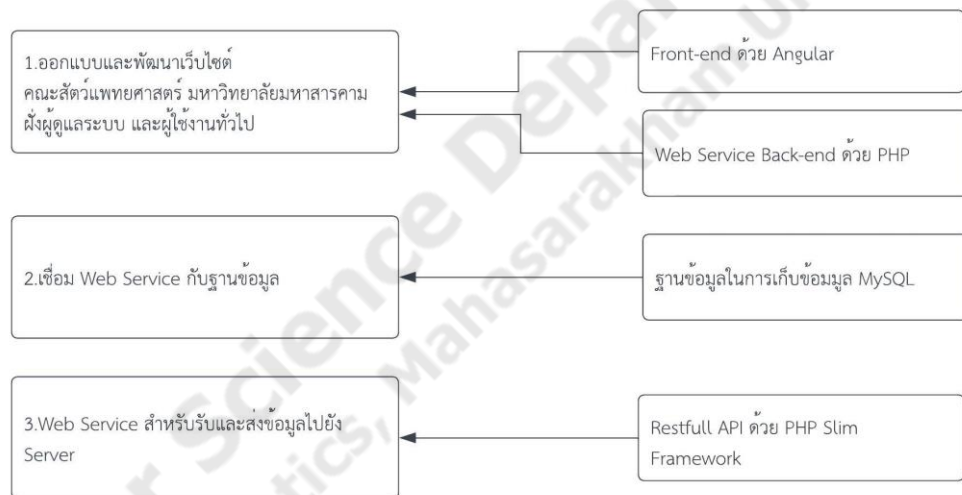 1.ออกแบบและพัฒนาเว็บไซต์
คณะสัตว์แพทยศาสตร์ มหาวิทยาลัยมหาสารคาม
ฝั่งผู้ดูแลระบบ และผู้ใช้งานทั่วไป
Front-end ด้วย Angular
Web Service Back-end ด้วย PHP
2.เชื่อม Web Service กับฐานข้อมูล
ฐานข้อมูลในการเก็บข้อมมูล MySQL
3.Web Service สำหรับรับและส่งข้อมูลไปยัง
Server
Restfull API ด้วย PHP Slim
Framework
Science
Mahasarakham